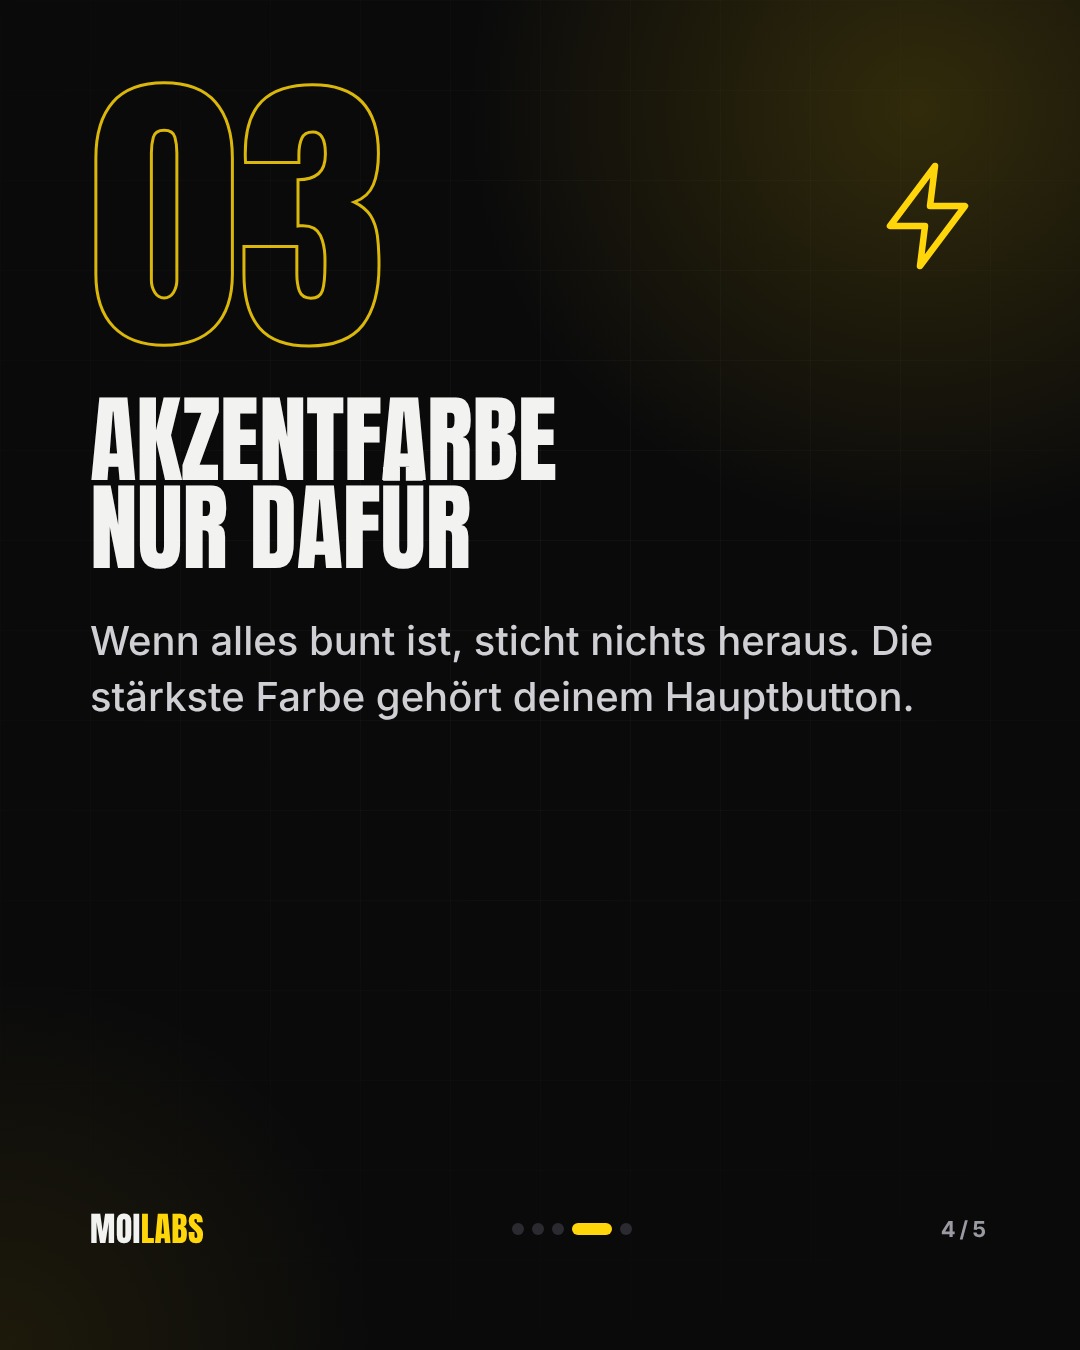 03
AKZENTFARBE
NUR DAFÜR
Wenn alles bunt ist, sticht nichts heraus. Die
stärkste Farbe gehört deinem Hauptbutton.
MOILABS
4/5